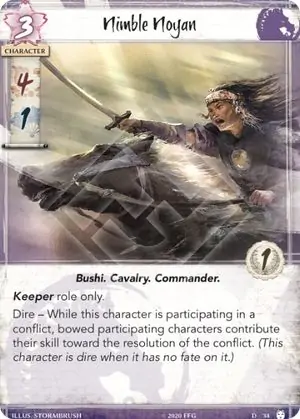 3
Nimble Noyan
CHARACTER
4
1
1
Bushi. Cavalry. Commander.
Keeper role only.
Dire – While this character is participating in a
conflict, bowed participating characters contribute
their skill toward the resolution of the conflict. (This
character is dire when it has no fate on it.)
ILLUS: STORMBRUSH © 2020 FFG D